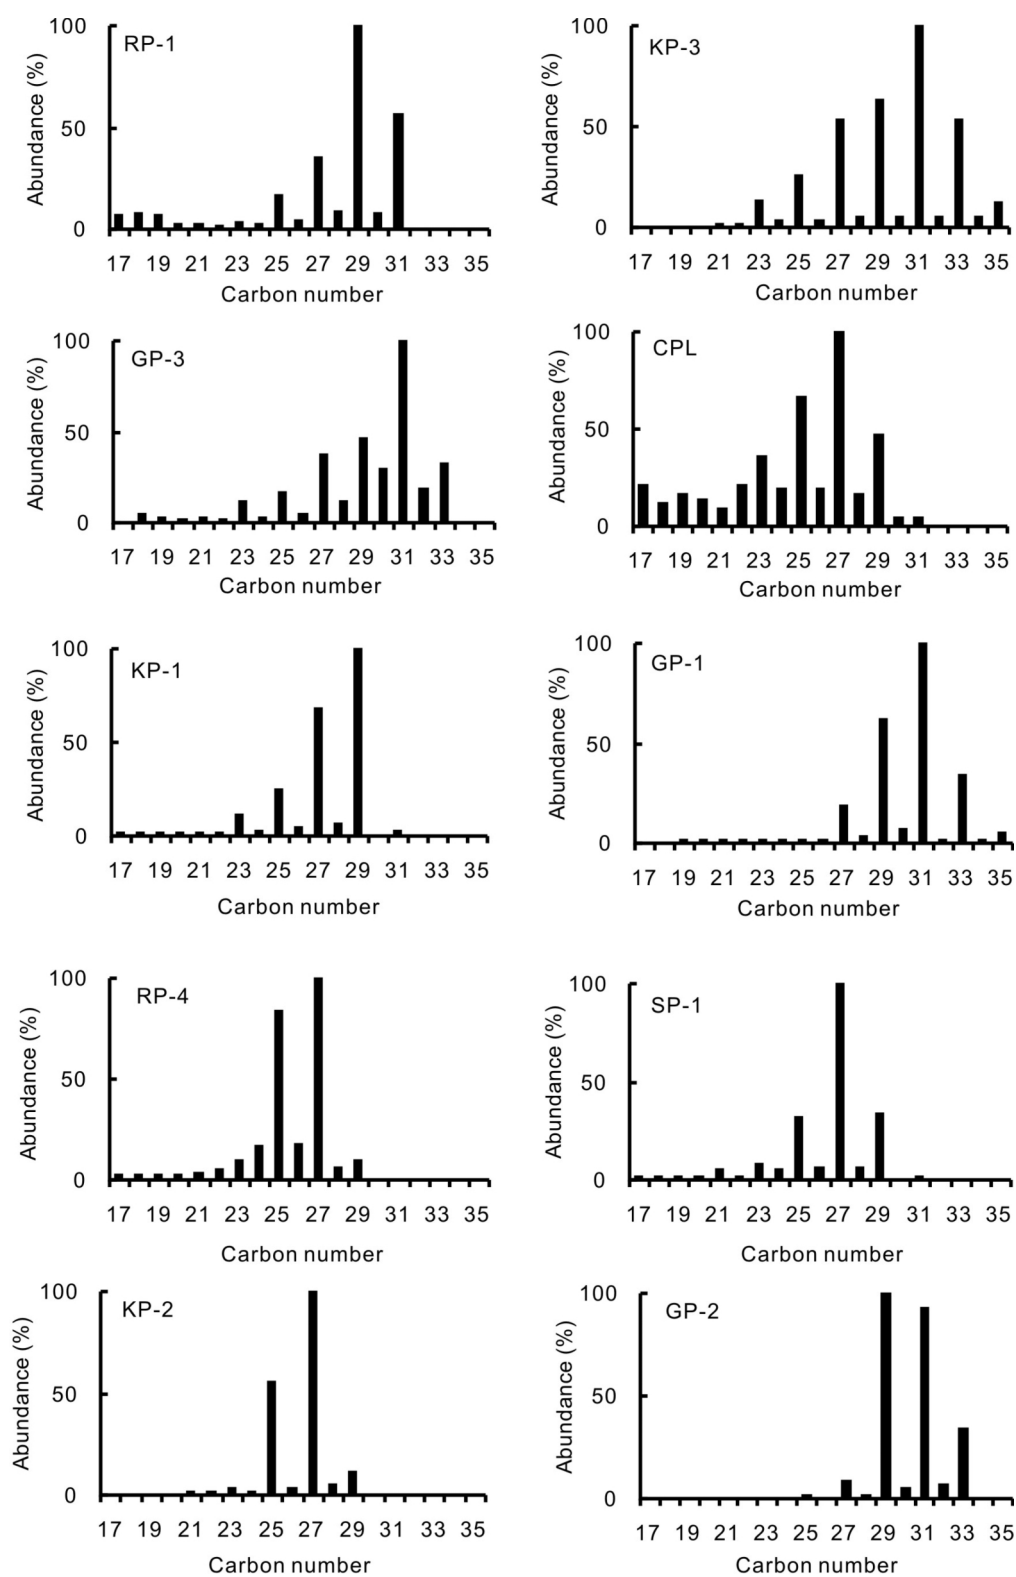 RP-1
Abundance (%)
100
50
0
17 19 21 23 25 27 29 31 33 35
Carbon number
KP-3
Abundance (%)
100
50
0
17 19 21 23 25 27 29 31 33 35
Carbon number
GP-3
Abundance (%)
100
50
0
17 19 21 23 25 27 29 31 33 35
Carbon number
CPL
Abundance (%)
100
50
0
17 19 21 23 25 27 29 31 33 35
Carbon number
KP-1
Abundance (%)
100
50
0
17 19 21 23 25 27 29 31 33 35
Carbon number
GP-1
Abundance (%)
100
50
0
17 19 21 23 25 27 29 31 33 35
Carbon number
RP-4
Abundance (%)
100
50
0
17 19 21 23 25 27 29 31 33 35
Carbon number
SP-1
Abundance (%)
100
50
0
17 19 21 23 25 27 29 31 33 35
Carbon number
KP-2
Abundance (%)
100
50
0
17 19 21 23 25 27 29 31 33 35
Carbon number
GP-2
Abundance (%)
100
50
0
17 19 21 23 25 27 29 31 33 35
Carbon number